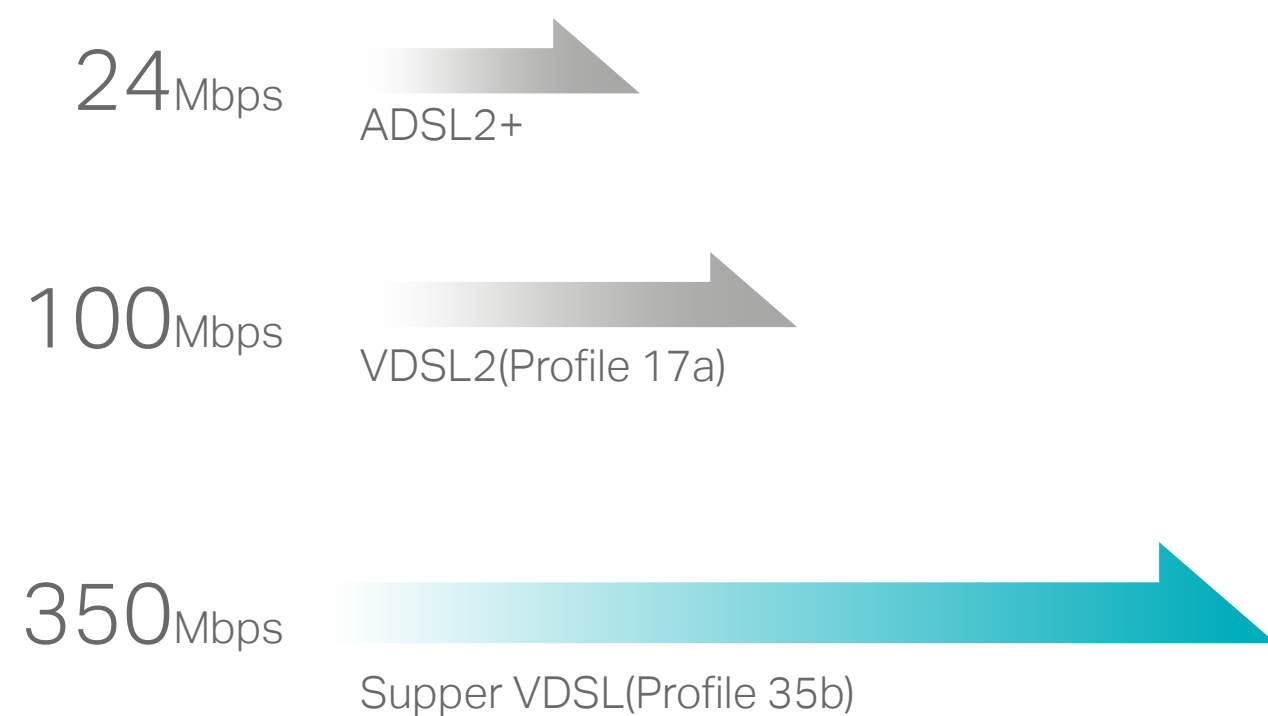 24Mbps
ADSL2+
100Mbps
VDSL2(Profile 17a)
350Mbps
Supper VDSL(Profile 35b)